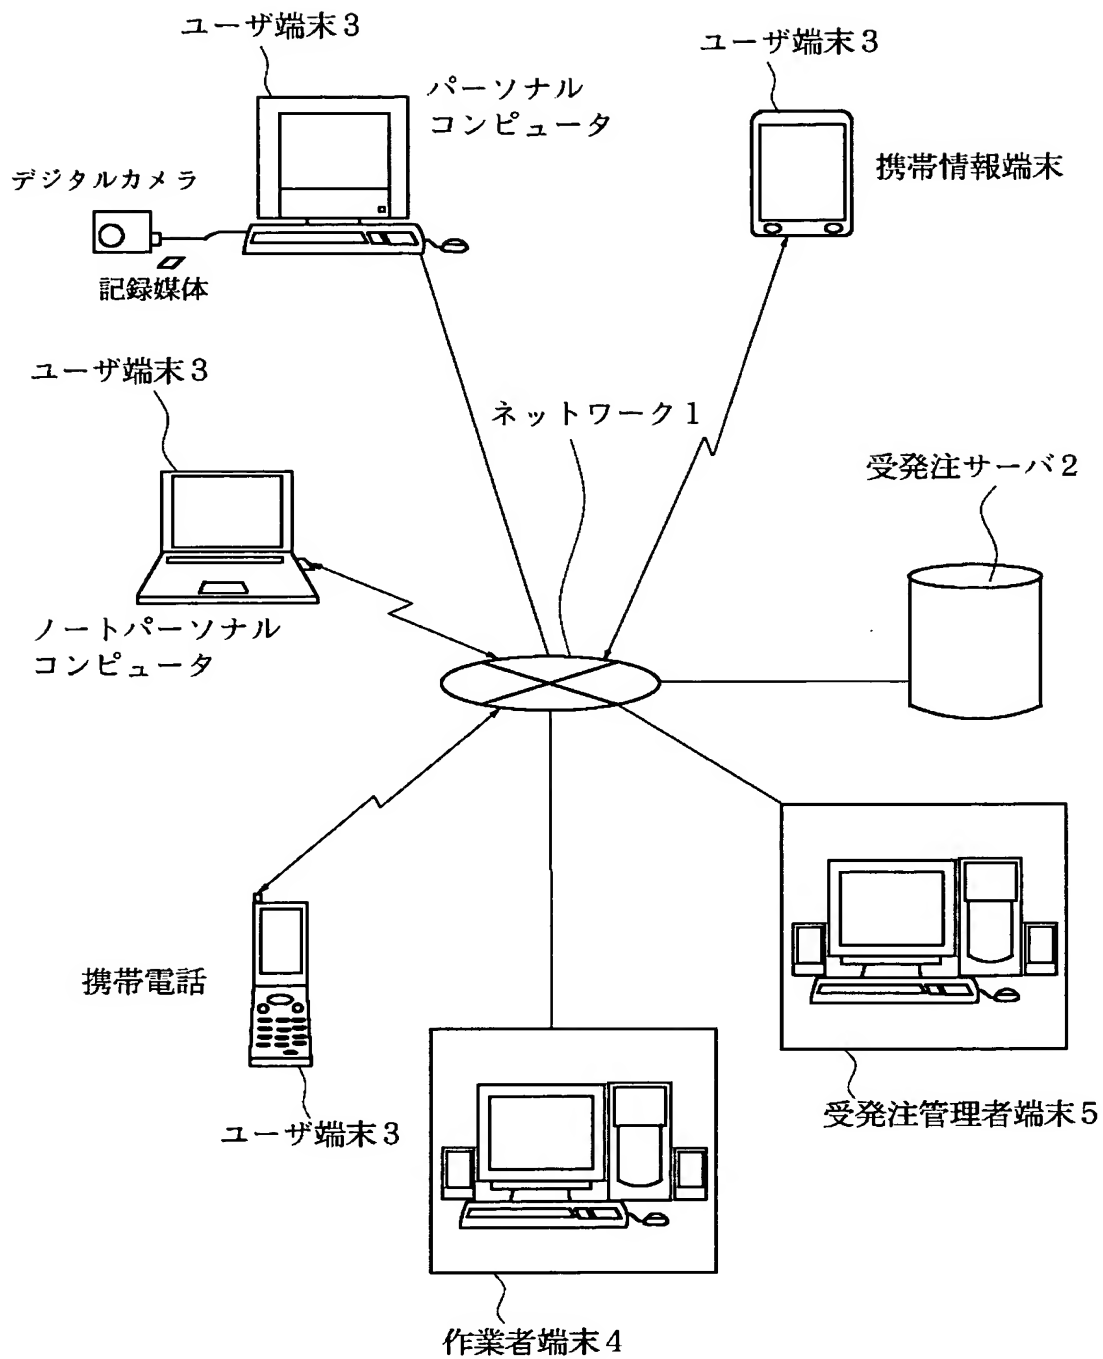 ユーザ端末３
ユーザ端末３
パーソナル
コンピュータ
携帯情報端末
デジタルカメラ
記録媒体
ユーザ端末３
ネットワーク１
受発注サーバ２
ノートパーソナル
コンピュータ
携帯電話
ユーザ端末３
受発注管理者端末５
作業者端末４